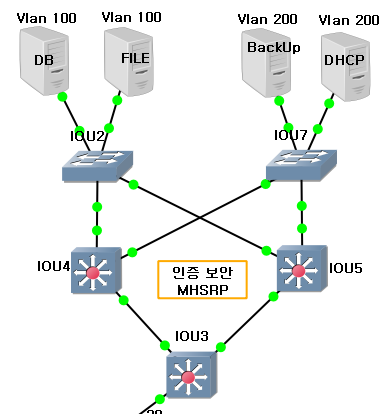 Vlan 100
Vlan 100
Vlan 200
Vlan 200
DB
FILE
BackUp
DHCP
IOU2
IOU7
IOU4
인증 보안
MHSRP
IOU5
IOU3